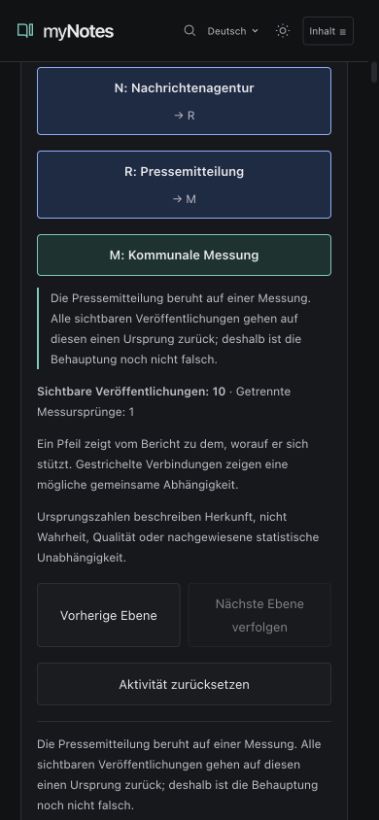 myNotes
Deutsch
Inhalt ≡
N: Nachrichtenagentur
→ R
R: Pressemitteilung
→ M
M: Kommunale Messung
Die Pressemitteilung beruht auf einer Messung.
Alle sichtbaren Veröffentlichungen gehen auf
diesen einen Ursprung zurück; deshalb ist die
Behauptung noch nicht falsch.
Sichtbare Veröffentlichungen: 10 · Getrennte
Messursprünge: 1
Ein Pfeil zeigt vom Bericht zu dem, worauf er sich
stützt. Gestrichelte Verbindungen zeigen eine
mögliche gemeinsame Abhängigkeit.
Ursprungszahlen beschreiben Herkunft, nicht
Wahrheit, Qualität oder nachgewiesene statistische
Unabhängigkeit.
Vorherige Ebene
Nächste Ebene
verfolgen
Aktivität zurücksetzen
Die Pressemitteilung beruht auf einer Messung. Alle
sichtbaren Veröffentlichungen gehen auf diesen
einen Ursprung zurück; deshalb ist die Behauptung
noch nicht falsch.